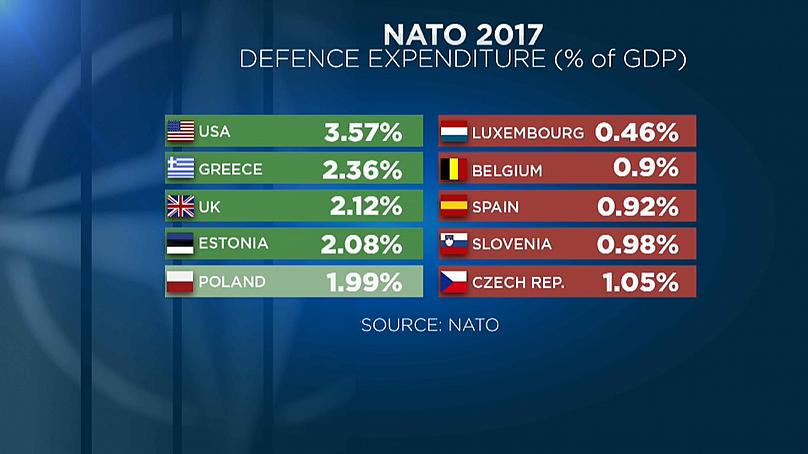 NATO 2017
DEFENCE EXPENDITURE (% of GDP)
USA 3.57%
GREECE 2.36%
UK 2.12%
ESTONIA 2.08%
POLAND 1.99%
LUXEMBOURG 0.46%
BELGIUM 0.9%
SPAIN 0.92%
SLOVENIA 0.98%
CZECH REP. 1.05%
SOURCE: NATO